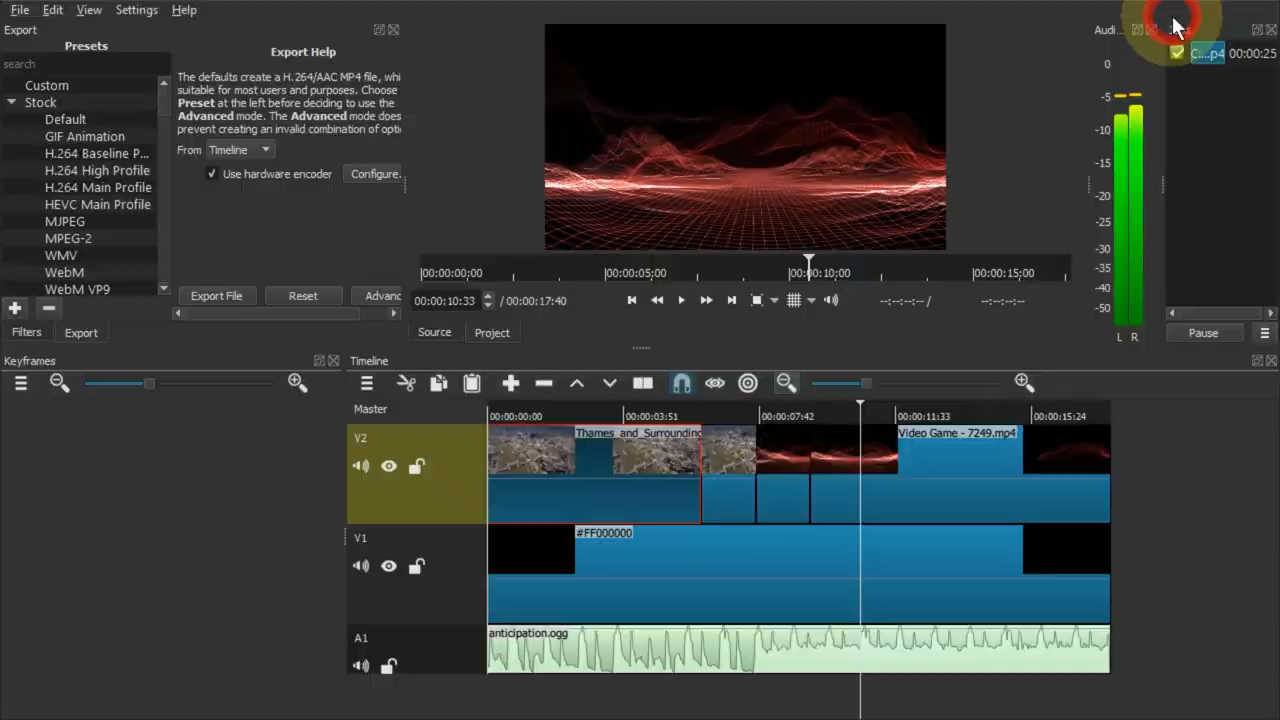 File Edit View Settings Help
Export
Presets
search
Custom
Stock
Default
GIF Animation
H.264 Baseline P...
H.264 High Profile
H.264 Main Profile
HEVC Main Profile
MJPEG
MPEG-2
WMV
WebM
WebM VP9
Export Help
The defaults create a H.264/AAC MP4 file, whi
suitable for most users and purposes. Choose
Preset at the left before deciding to use the
Advanced mode. The Advanced mode does
prevent creating an invalid combination of opti
From Timeline
Use hardware encoder Configure.
Export File Reset Advanc
Filters Export
00:00:00;00 00:00:05;00 00:00:10;00 00:00:15;00
00:00:10:33 / 00:00:17:40 --:--:--:-- / --:--:--:--
Source Project
Audi...
0
-5
-10
-15
-20
-25
-30
-35
-40
-50
L R
C:...p4 00:00:25
Pause
Keyframes
Timeline
Master
00:00:00:00 00:00:03:51 00:00:07:42 00:00:11:33 00:00:15:24
V2
Thames_and_Surrounding
Video Game - 7249.mp4
V1
#FF000000
A1
anticipation.ogg